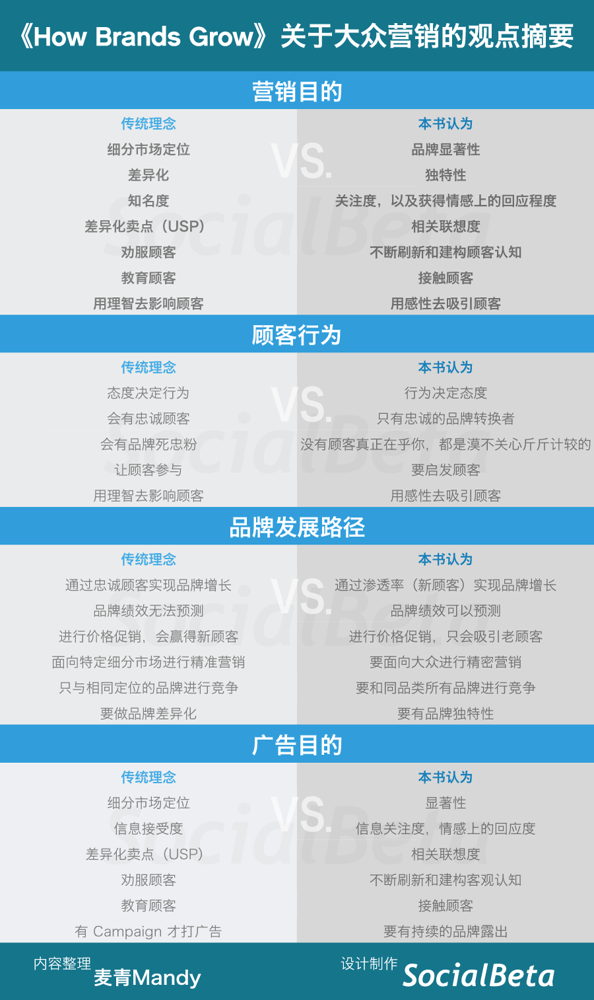 《How Brands Grow》关于大众营销的观点摘要
营销目的
传统理念 本书认为
VS.
细分市场定位 品牌显著性
差异化 独特性
知名度 关注度，以及获得情感上的回应程度
差异化卖点（USP） 相关联想度
劝服顾客 不断刷新和建构顾客认知
教育顾客 接触顾客
用理智去影响顾客 用感性去吸引顾客
SocialBeta
顾客行为
传统理念 本书认为
VS.
态度决定行为 行为决定态度
会有忠诚顾客 只有忠诚的品牌转换者
会有品牌死忠粉 没有顾客真正在乎你，都是漠不关心斤斤计较的
让顾客参与 要启发顾客
用理智去影响顾客 用感性去吸引顾客
SocialBeta
品牌发展路径
传统理念 本书认为
VS.
通过忠诚顾客实现品牌增长 通过渗透率（新顾客）实现品牌增长
品牌绩效无法预测 品牌绩效可以预测
进行价格促销，会赢得新顾客 进行价格促销，只会吸引老顾客
面向特定细分市场进行精准营销 要面向大众进行精密营销
只与相同定位的品牌进行竞争 要和同品类所有品牌进行竞争
要做品牌差异化 要有品牌独特性
SocialBeta
广告目的
传统理念 本书认为
VS.
细分市场定位 显著性
信息接受度 信息关注度，情感上的回应度
差异化卖点（USP） 相关联想度
劝服顾客 不断刷新和建构客观认知
教育顾客 接触顾客
有 Campaign 才打广告 要有持续的品牌露出
SocialBeta
内容整理 麦青Mandy 设计制作 SocialBeta